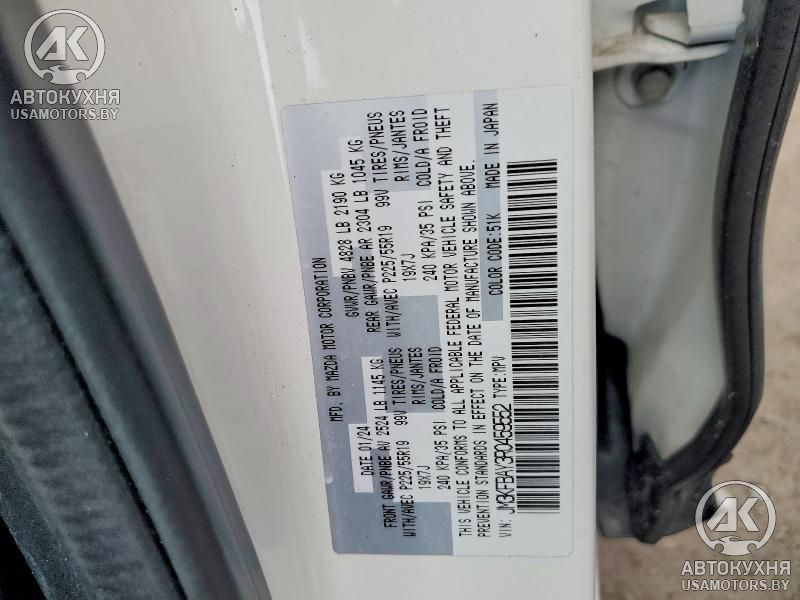 AK
АВТОКУХНЯ
USAMOTORS.BY
MFD. BY MAZDA MOTOR CORPORATION
DATE 01/24 GVWR/PNBV 4828 LB 2190 KG
FRONT GAWR/PNBE AV 2524 LB 1145 KG REAR GAWR/PNBE AR 2304 LB 1045 KG
WITH/AVEC P225/55R19 99V TIRES/PNEUS WITH/AVEC P225/55R19 99V TIRES/PNEUS
19X7J RIMS/JANTES 19X7J RIMS/JANTES
240 KPA/35 PSI COLD/A FROID 240 KPA/35 PSI COLD/A FROID
THIS VEHICLE CONFORMS TO ALL APPLICABLE FEDERAL MOTOR VEHICLE SAFETY AND THEFT
PREVENTION STANDARDS IN EFFECT ON THE DATE OF MANUFACTURE SHOWN ABOVE.
VIN: JM3KFBAY3R0459552 TYPE:MPV COLOR CODE:51K MADE IN JAPAN
AK
АВТОКУХНЯ
USAMOTORS.BY